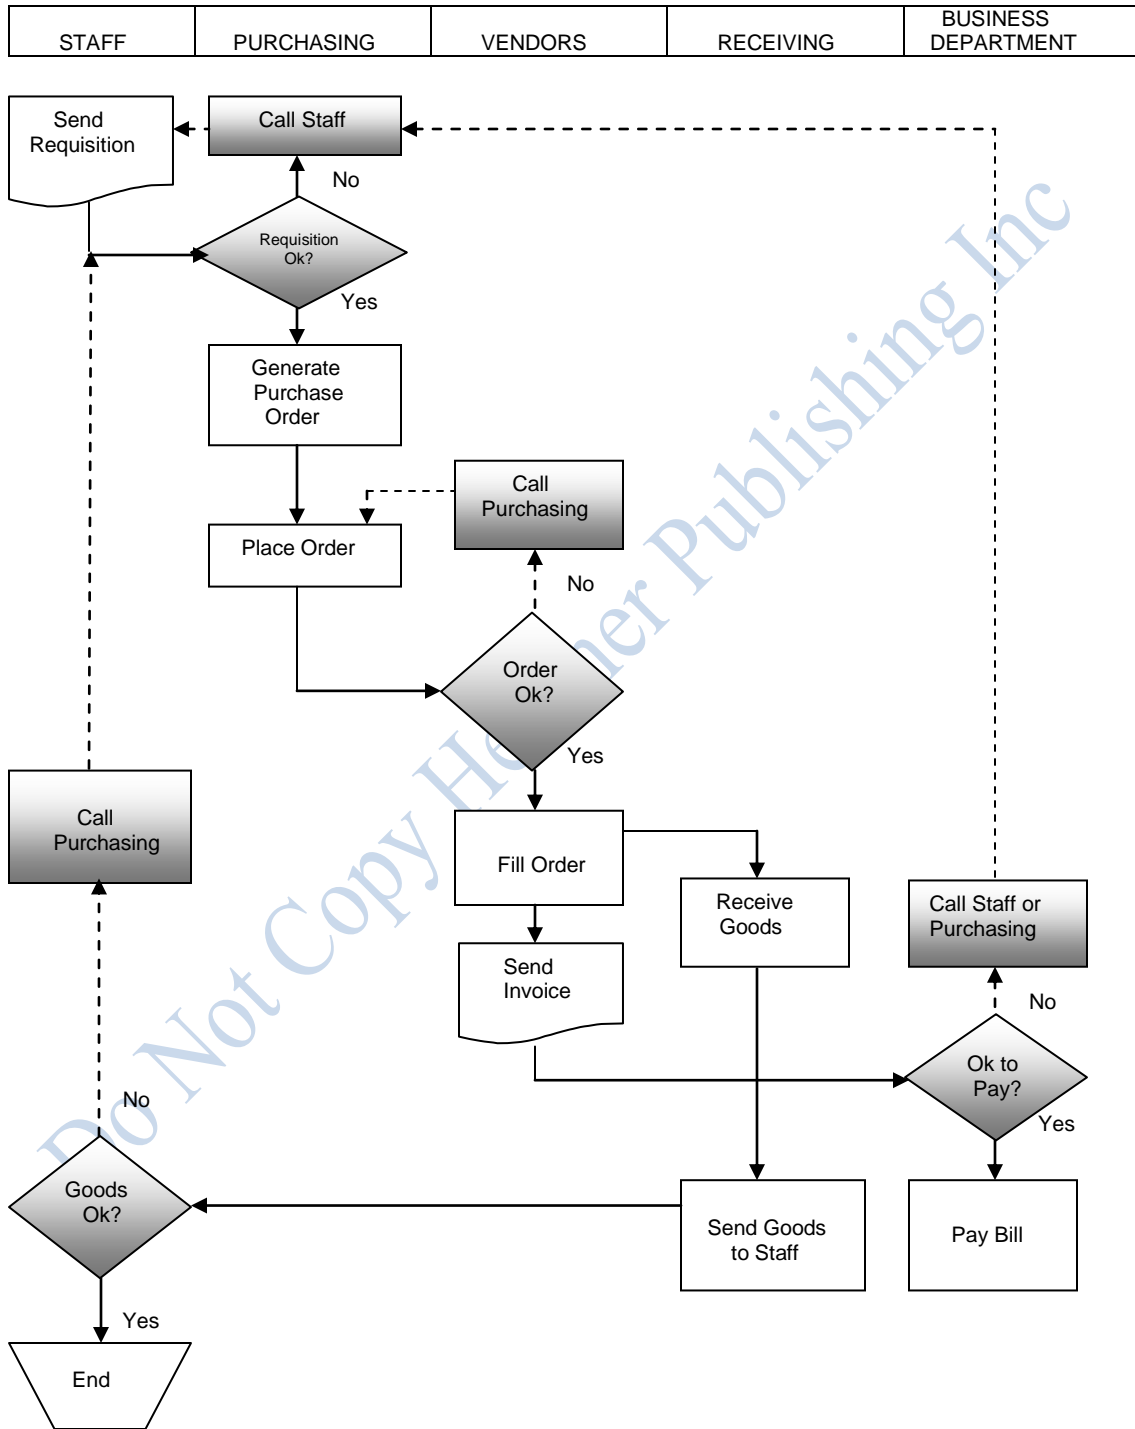 STAFF
PURCHASING
VENDORS
RECEIVING
BUSINESS
DEPARTMENT
Send
Requisition
Call Staff
No
Requisition
Ok?
Yes
Generate
Purchase
Order
Call
Purchasing
Place Order
No
Order
Ok?
Yes
Call
Purchasing
Fill Order
Receive
Goods
Call Staff or
Purchasing
Send
Invoice
No
Ok to
Pay?
Yes
No
Goods
Ok?
Send Goods
to Staff
Pay Bill
Yes
End
Do Not Copy Publishing Inc